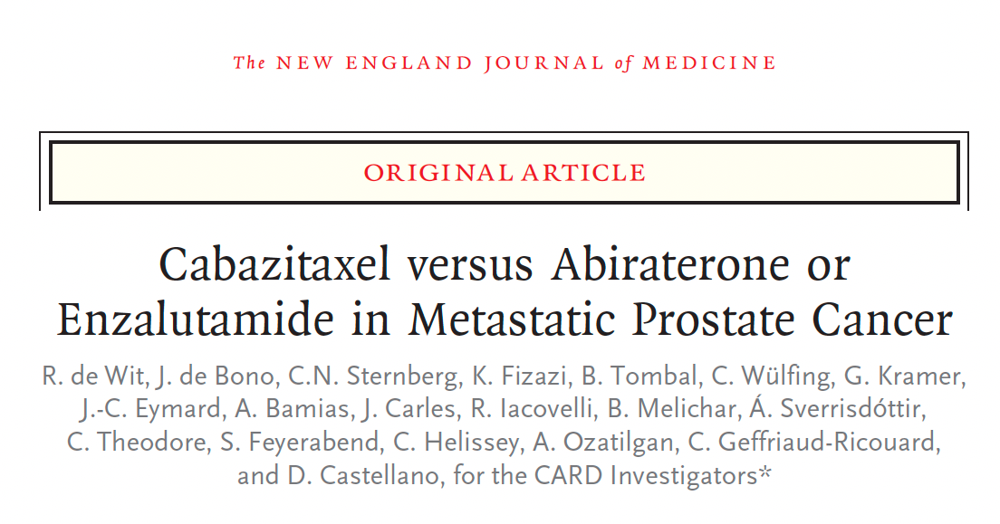 The NEW ENGLAND JOURNAL of MEDICINE
ORIGINAL ARTICLE
Cabazitaxel versus Abiraterone or
Enzalutamide in Metastatic Prostate Cancer
R. de Wit, J. de Bono, C.N. Sternberg, K. Fizazi, B. Tombal, C. Wülfing, G. Kramer,
J.-C. Eymard, A. Bamias, J. Carles, R. Iacovelli, B. Melichar, Á. Sverrisdóttir,
C. Theodore, S. Feyerabend, C. Helissey, A. Ozatilgan, C. Geffriaud-Ricouard,
and D. Castellano, for the CARD Investigators*